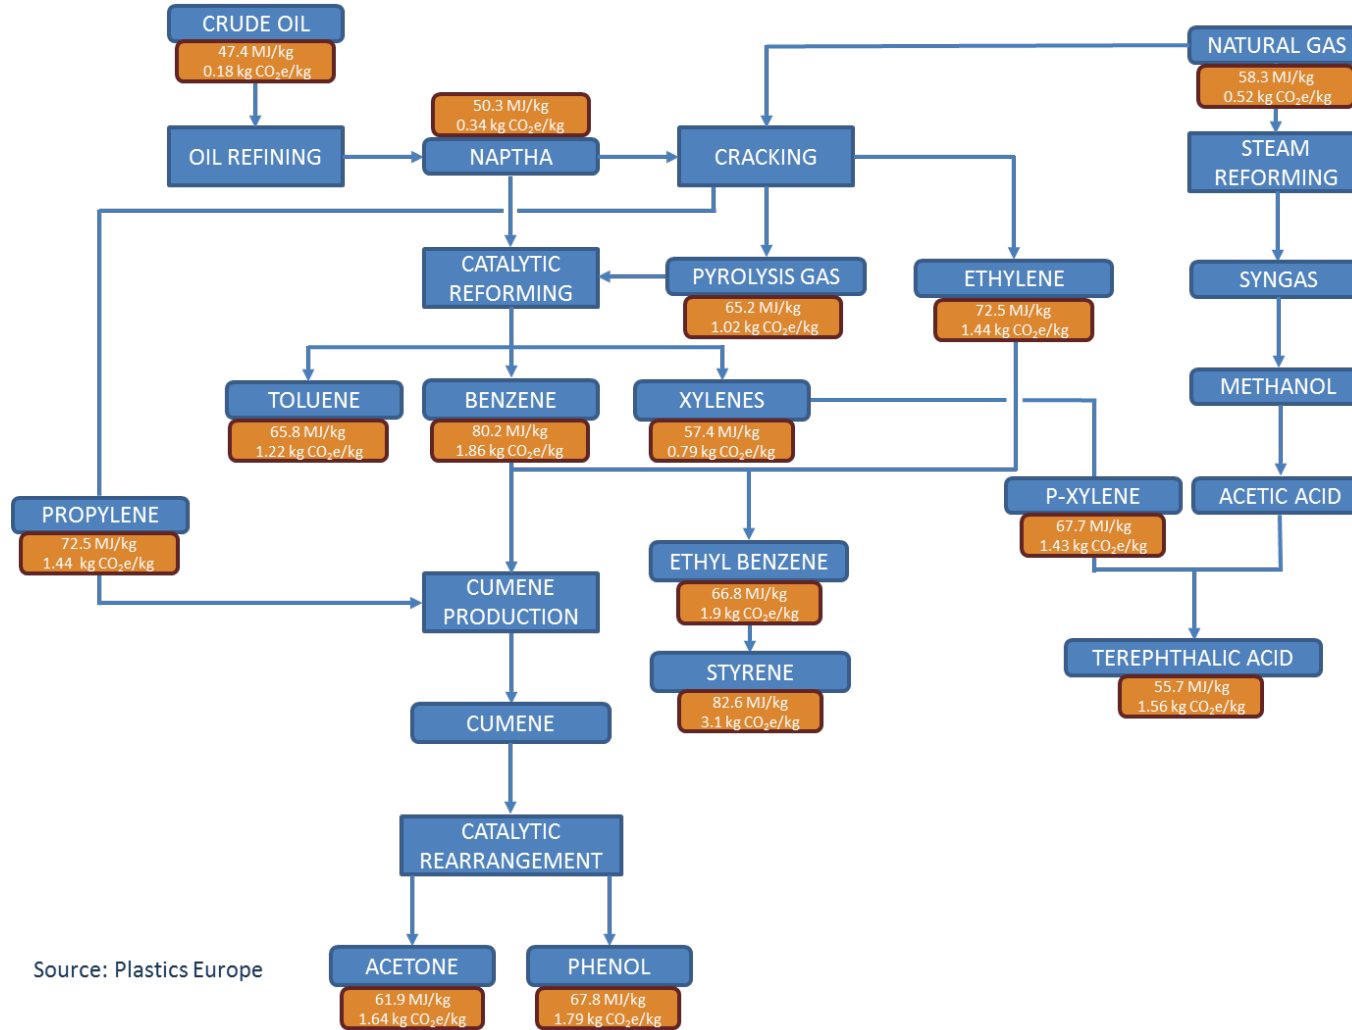 CRUDE OIL
47.4 MJ/kg
0.18 kg CO₂e/kg
NATURAL GAS
58.3 MJ/kg
0.52 kg CO₂e/kg
50.3 MJ/kg
0.34 kg CO₂e/kg
OIL REFINING
NAPTHA
CRACKING
STEAM
REFORMING
CATALYTIC
REFORMING
PYROLYSIS GAS
65.2 MJ/kg
1.02 kg CO₂e/kg
ETHYLENE
72.5 MJ/kg
1.44 kg CO₂e/kg
SYNGAS
TOLUENE
65.8 MJ/kg
1.22 kg CO₂e/kg
BENZENE
80.2 MJ/kg
1.86 kg CO₂e/kg
XYLENES
57.4 MJ/kg
0.79 kg CO₂e/kg
METHANOL
PROPYLENE
72.5 MJ/kg
1.44 kg CO₂e/kg
P-XYLENE
67.7 MJ/kg
1.43 kg CO₂e/kg
ACETIC ACID
CUMENE
PRODUCTION
ETHYL BENZENE
66.8 MJ/kg
1.9 kg CO₂e/kg
STYRENE
82.6 MJ/kg
3.1 kg CO₂e/kg
TEREPHTHALIC ACID
55.7 MJ/kg
1.56 kg CO₂e/kg
CUMENE
CATALYTIC
REARRANGEMENT
Source: Plastics Europe
ACETONE
61.9 MJ/kg
1.64 kg CO₂e/kg
PHENOL
67.8 MJ/kg
1.79 kg CO₂e/kg